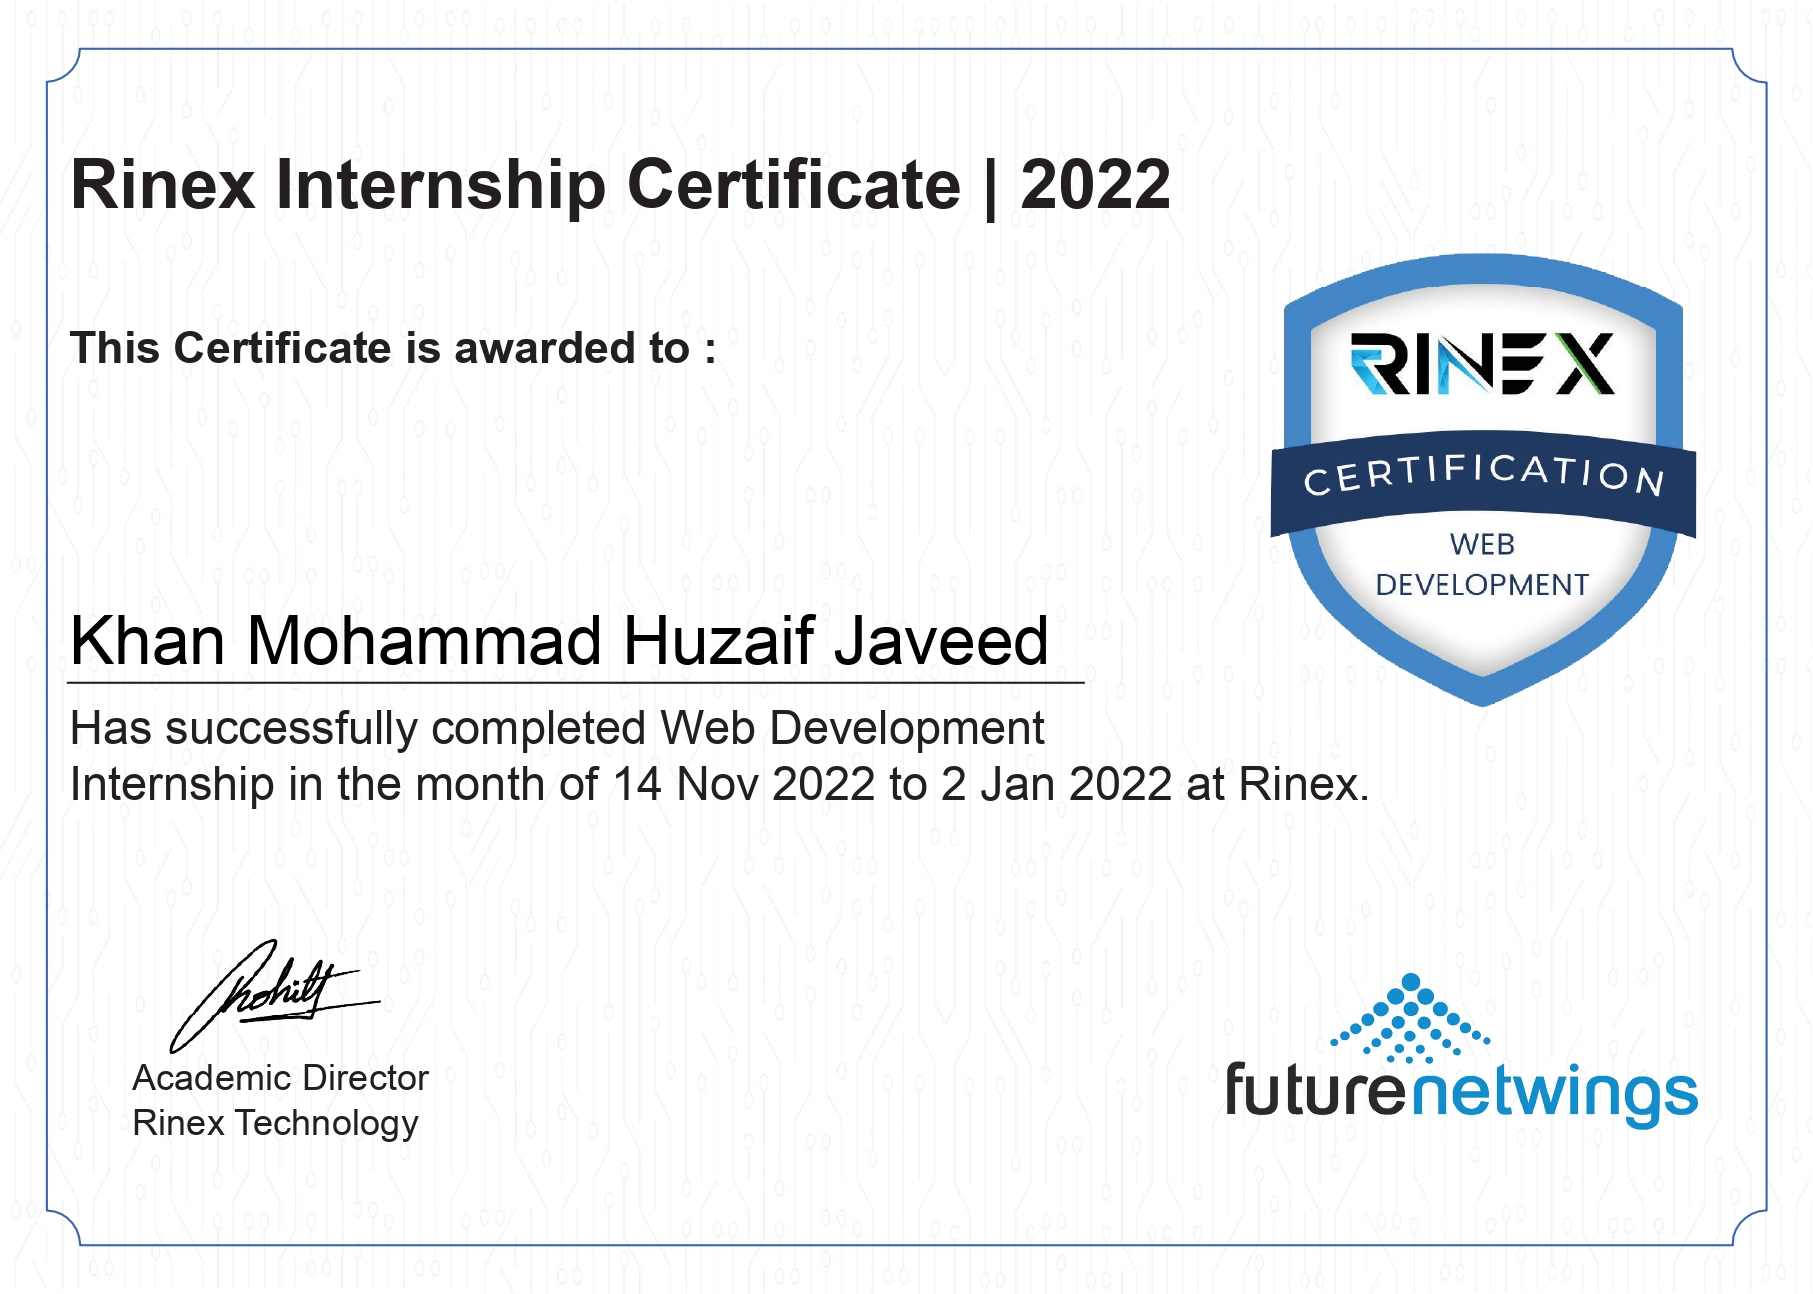 Rinex Internship Certificate | 2022
This Certificate is awarded to :
RINEX
CERTIFICATION
WEB
DEVELOPMENT
Khan Mohammad Huzaif Javeed
Has successfully completed Web Development
Internship in the month of 14 Nov 2022 to 2 Jan 2022 at Rinex.
Academic Director
Rinex Technology
futurenetwings